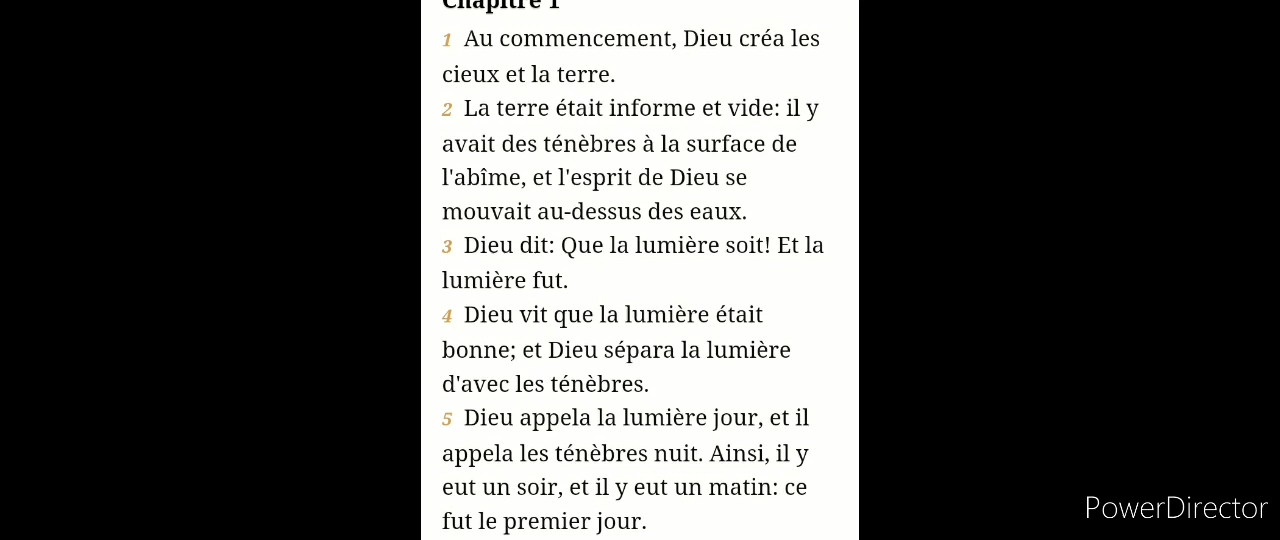 Chapitre 1
1 Au commencement, Dieu créa les
cieux et la terre.
2 La terre était informe et vide: il y
avait des ténèbres à la surface de
l'abîme, et l'esprit de Dieu se
mouvait au-dessus des eaux.
3 Dieu dit: Que la lumière soit! Et la
lumière fut.
4 Dieu vit que la lumière était
bonne; et Dieu sépara la lumière
d'avec les ténèbres.
5 Dieu appela la lumière jour, et il
appela les ténèbres nuit. Ainsi, il y
eut un soir, et il y eut un matin: ce
fut le premier jour.
PowerDirector